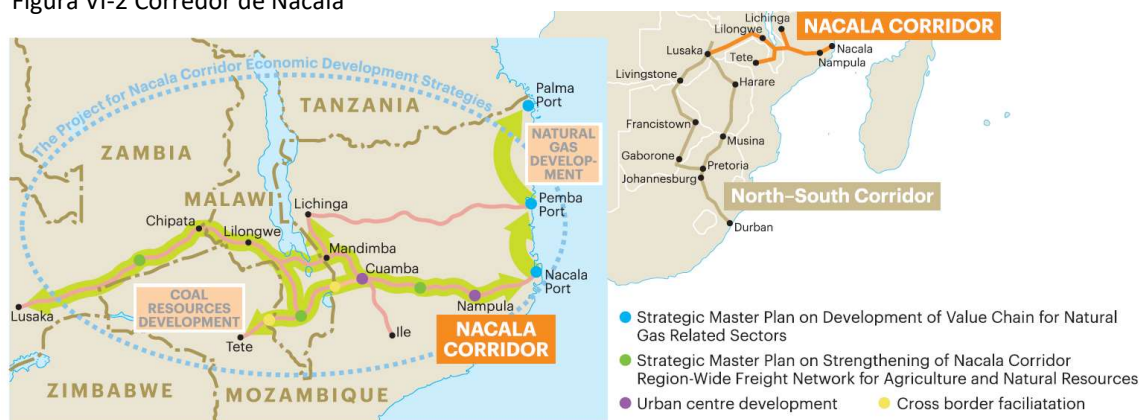 Figura VI-2 Corredor de Nacala
The Project for Nacala Corridor Economic Development Strategies
TANZANIA
Palma
Port
NATURAL
GAS
DEVELOP-
MENT
ZAMBIA
MALAWI
Lichinga
Pemba
Port
Chipata
Lilongwe
Mandimba
Cuamba
Nacala
Port
COAL
RESOURCES
DEVELOPMENT
Nampula
Lusaka
Tete
Ile
NACALA
CORRIDOR
ZIMBABWE
MOZAMBIQUE
Lichinga
NACALA CORRIDOR
Lilongwe
Lusaka
Nacala
Tete
Nampula
Livingstone
Harare
Francistown
Musina
Gaborone
Pretoria
Johannesburg
North–South Corridor
Durban
Strategic Master Plan on Development of Value Chain for Natural
Gas Related Sectors
Strategic Master Plan on Strengthening of Nacala Corridor
Region-Wide Freight Network for Agriculture and Natural Resources
Urban centre development
Cross border faciliatation